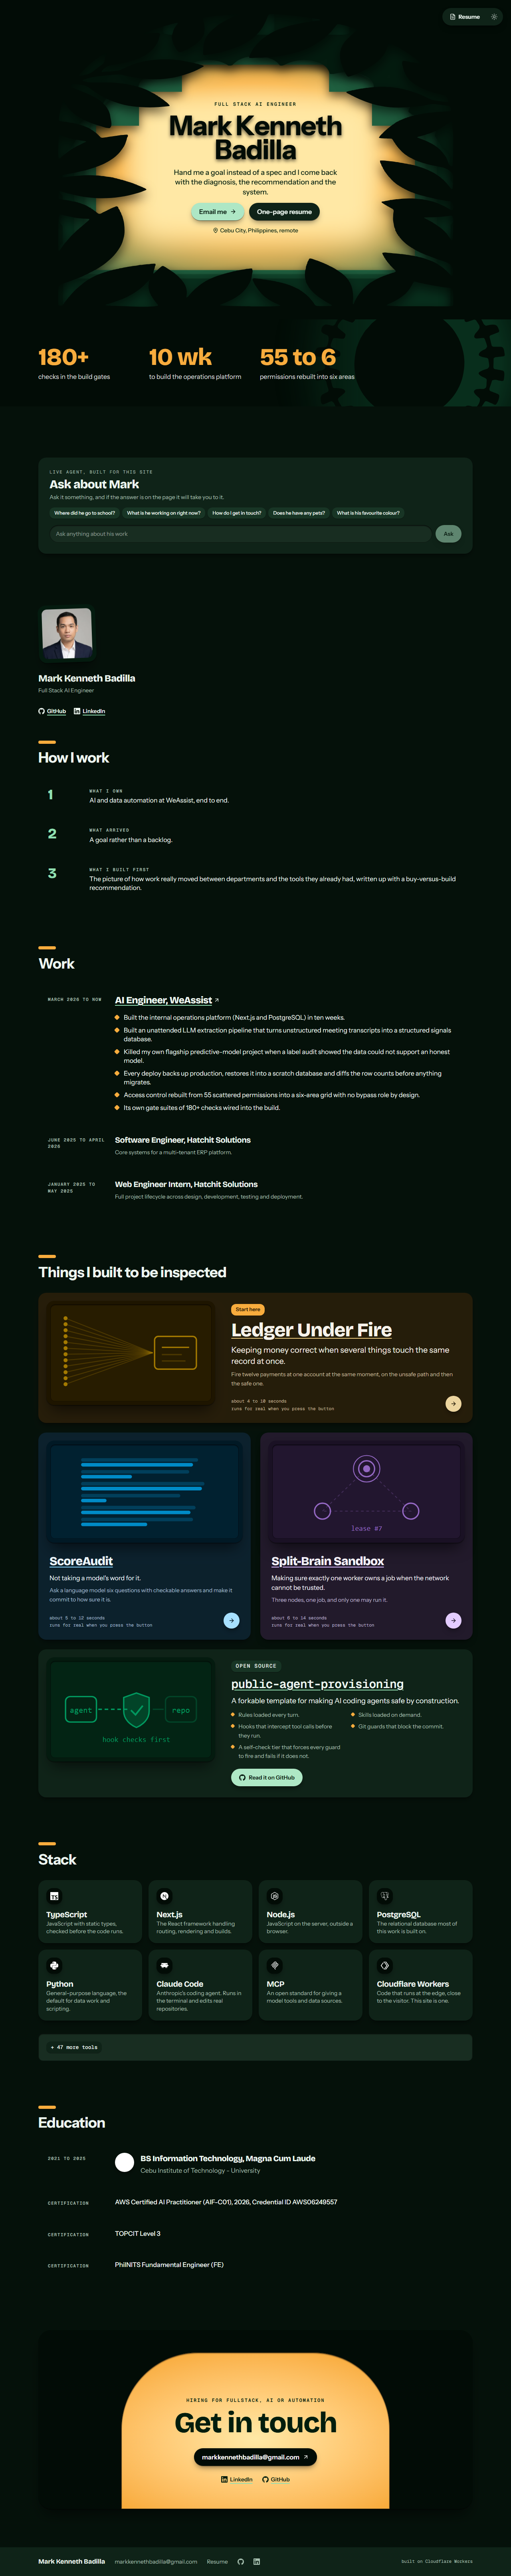 Resume
FULL STACK AI ENGINEER
Mark Kenneth
Badilla
Hand me a goal instead of a spec and I come back
with the diagnosis, the recommendation and the
system.
Email me
One-page resume
Cebu City, Philippines, remote
180+
checks in the build gates
10 wk
to build the operations platform
55 to 6
permissions rebuilt into six areas
LIVE AGENT, BUILT FOR THIS SITE
Ask about Mark
Ask it something, and if the answer is on the page it will take you to it.
Where did he go to school?
What is he working on right now?
How do I get in touch?
Does he have any pets?
What is his favourite colour?
Ask anything about his work
Ask
Mark Kenneth Badilla
Full Stack AI Engineer
GitHub
LinkedIn
How I work
1
WHAT I OWN
AI and data automation at WeAssist, end to end.
2
WHAT ARRIVED
A goal rather than a backlog.
3
WHAT I BUILT FIRST
The picture of how work really moved between departments and the tools they already had, written up with a buy-versus-build
recommendation.
Work
MARCH 2026 TO NOW
AI Engineer, WeAssist
Built the internal operations platform (Next.js and PostgreSQL) in ten weeks.
Built an unattended LLM extraction pipeline that turns unstructured meeting transcripts into a structured signals
database.
Killed my own flagship predictive-model project when a label audit showed the data could not support an honest
model.
Every deploy backs up production, restores it into a scratch database and diffs the row counts before anything
migrates.
Access control rebuilt from 55 scattered permissions into a six-area grid with no bypass role by design.
Its own gate suites of 180+ checks wired into the build.
JUNE 2025 TO APRIL
2026
Software Engineer, Hatchit Solutions
Core systems for a multi-tenant ERP platform.
JANUARY 2025 TO
MAY 2025
Web Engineer Intern, Hatchit Solutions
Full project lifecycle across design, development, testing and deployment.
Things I built to be inspected
Start here
Ledger Under Fire
Keeping money correct when several things touch the same
record at once.
Fire twelve payments at one account at the same moment, on the unsafe path and then
the safe one.
about 4 to 10 seconds
runs for real when you press the button
ScoreAudit
Not taking a model's word for it.
Ask a language model six questions with checkable answers and make it
commit to how sure it is.
about 5 to 12 seconds
runs for real when you press the button
lease #7
Split-Brain Sandbox
Making sure exactly one worker owns a job when the network
cannot be trusted.
Three nodes, one job, and only one may run it.
about 6 to 14 seconds
runs for real when you press the button
agent
repo
hook checks first
OPEN SOURCE
public-agent-provisioning
A forkable template for making AI coding agents safe by construction.
Rules loaded every turn.
Skills loaded on demand.
Hooks that intercept tool calls before
they run.
Git guards that block the commit.
A self-check tier that forces every guard
to fire and fails if it does not.
Read it on GitHub
Stack
TypeScript
JavaScript with static types,
checked before the code runs.
Next.js
The React framework handling
routing, rendering and builds.
Node.js
JavaScript on the server, outside a
browser.
PostgreSQL
The relational database most of
this work is built on.
Python
General-purpose language, the
default for data work and
scripting.
Claude Code
Anthropic's coding agent. Runs in
the terminal and edits real
repositories.
MCP
An open standard for giving a
model tools and data sources.
Cloudflare Workers
Code that runs at the edge, close
to the visitor. This site is one.
+ 47 more tools
Education
2021 TO 2025
BS Information Technology, Magna Cum Laude
Cebu Institute of Technology - University
CERTIFICATION
AWS Certified AI Practitioner (AIF-C01), 2026, Credential ID AWS06249557
CERTIFICATION
TOPCIT Level 3
CERTIFICATION
PhilNITS Fundamental Engineer (FE)
HIRING FOR FULLSTACK, AI OR AUTOMATION
Get in touch
markkennethbadilla@gmail.com
LinkedIn
GitHub
Mark Kenneth Badilla
markkennethbadilla@gmail.com
Resume
built on Cloudflare Workers